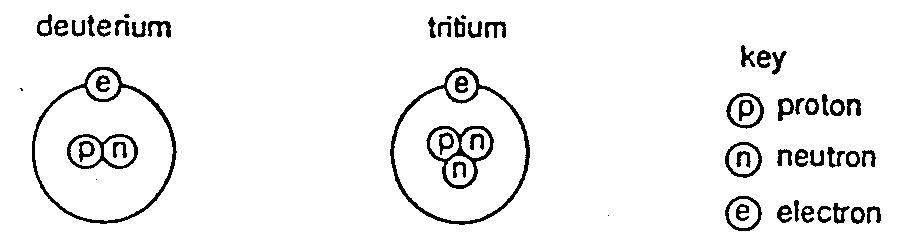 deuterium
e
p n
tritium
e
p n
n
key
p proton
n neutron
e electron